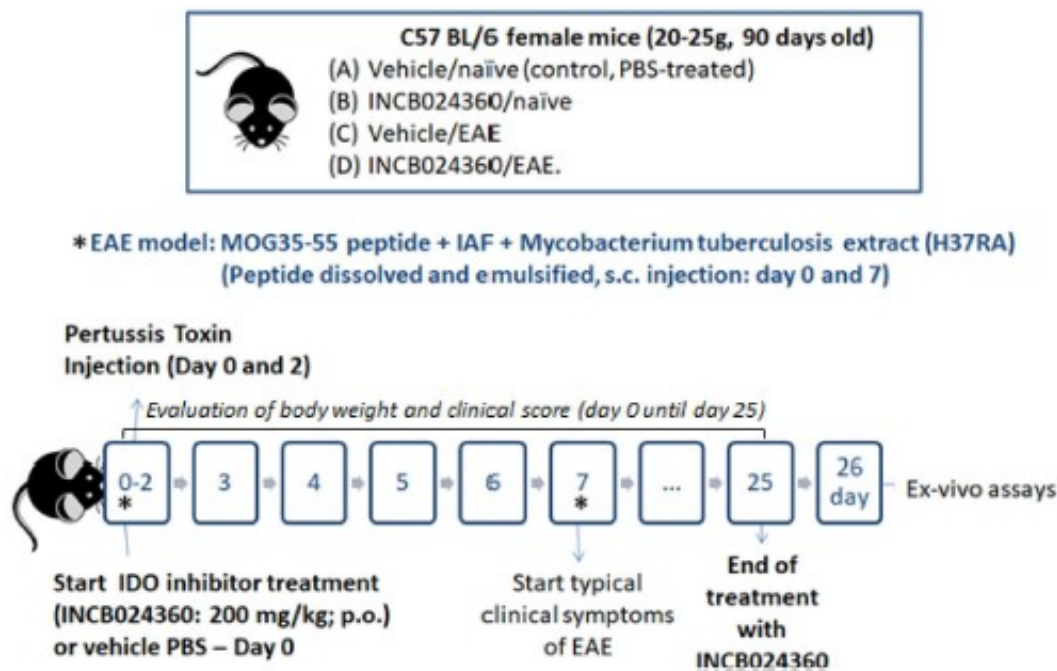 C57 BL/6 female mice (20-25g, 90 days old)
(A) Vehicle/naïve (control, PBS-treated)
(B) INCB024360/naïve
(C) Vehicle/EAE
(D) INCB024360/EAE.
*EAE model: MOG35-55 peptide + IAF + Mycobacterium tuberculosis extract (H37RA)
(Peptide dissolved and emulsified, s.c. injection: day 0 and 7)
Pertussis Toxin
Injection (Day 0 and 2)
Evaluation of body weight and clinical score (day 0 until day 25)
0-2 3 4 5 6 7 ... 25 26
* * day
Ex-vivo assays
Start IDO inhibitor treatment
(INCB024360: 200 mg/kg; p.o.)
or vehicle PBS – Day 0
Start typical
clinical symptoms
of EAE
End of
treatment
with
INCB024360